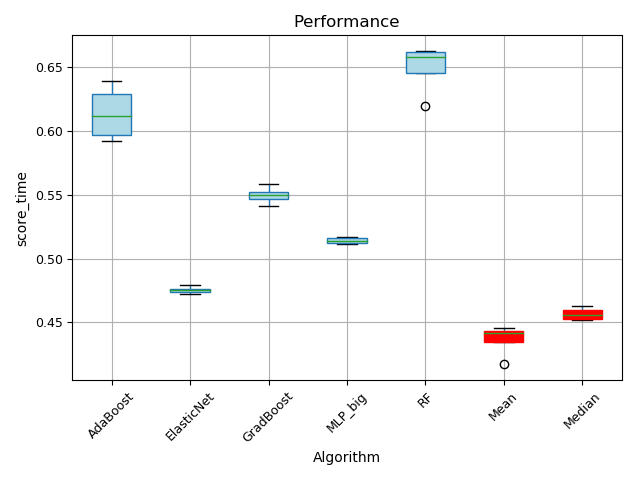 Performance
score_time
0.65
0.60
0.55
0.50
0.45
AdaBoost
ElasticNet
GradBoost
MLP_big
RF
Mean
Median
Algorithm